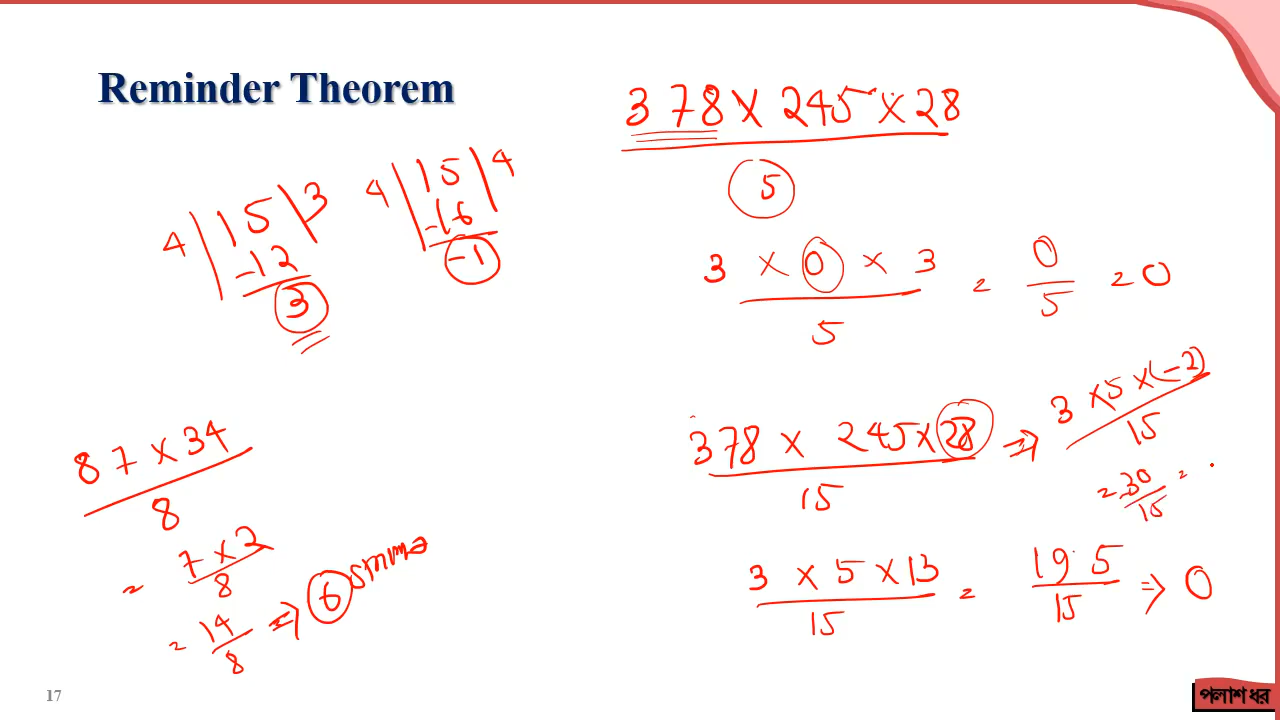 Reminder Theorem
4 | 15 | 3
-12
3
4 | 15 | 4
-16
-1
87 × 34
8
= 7 × 2
8
= 14
8
⇒ 6
378 × 245 × 28
5
3 × 0 × 3
5
= 0
5
= 0
378 × 245 × 28
15
⇒ 3 × 5 × (-2)
15
= -30
15
=
3 × 5 × 13
15
= 195
15
⇒ 0
17
পলাশ ধর